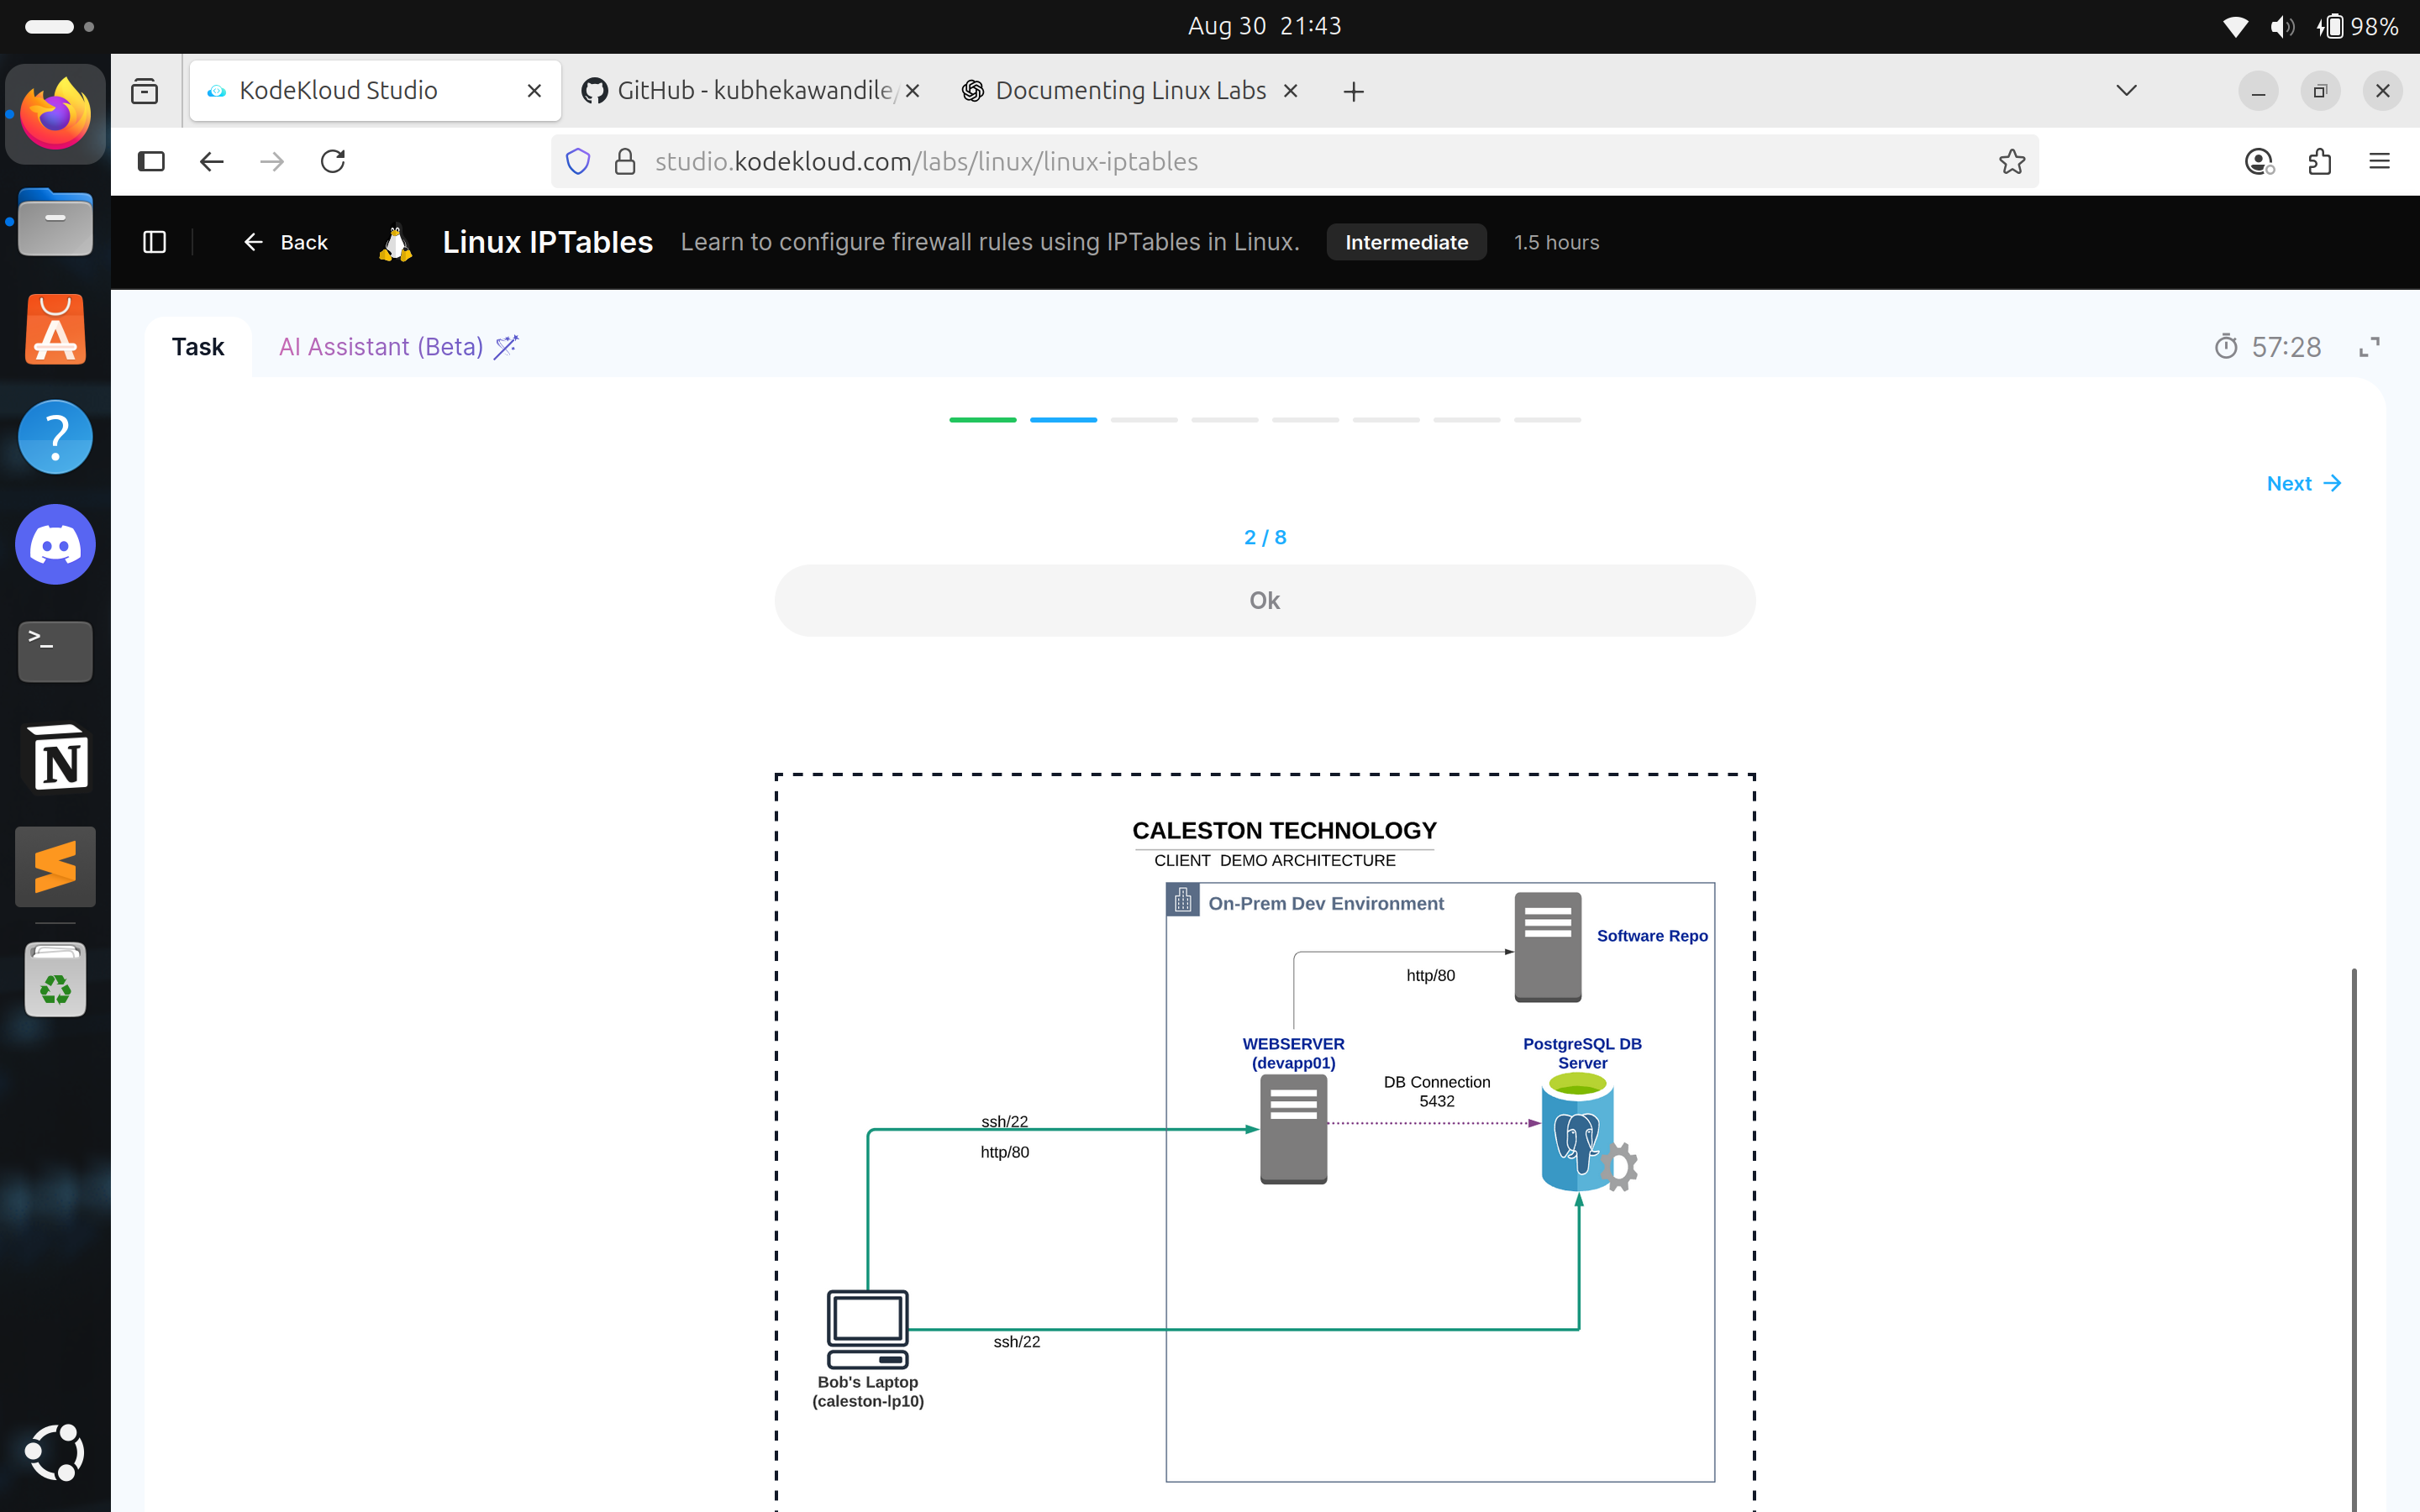 Aug 30 21:43
98%
KodeKloud Studio
GitHub - kubhekawandile/
Documenting Linux Labs
studio.kodekloud.com/labs/linux/linux-iptables
Back
Linux IPTables
Learn to configure firewall rules using IPTables in Linux.
Intermediate
1.5 hours
Task
AI Assistant (Beta)
57:28
Next
2 / 8
Ok
CALESTON TECHNOLOGY
CLIENT DEMO ARCHITECTURE
On-Prem Dev Environment
Software Repo
http/80
WEBSERVER
(devapp01)
PostgreSQL DB
Server
DB Connection
5432
ssh/22
http/80
ssh/22
Bob's Laptop
(caleston-lp10)